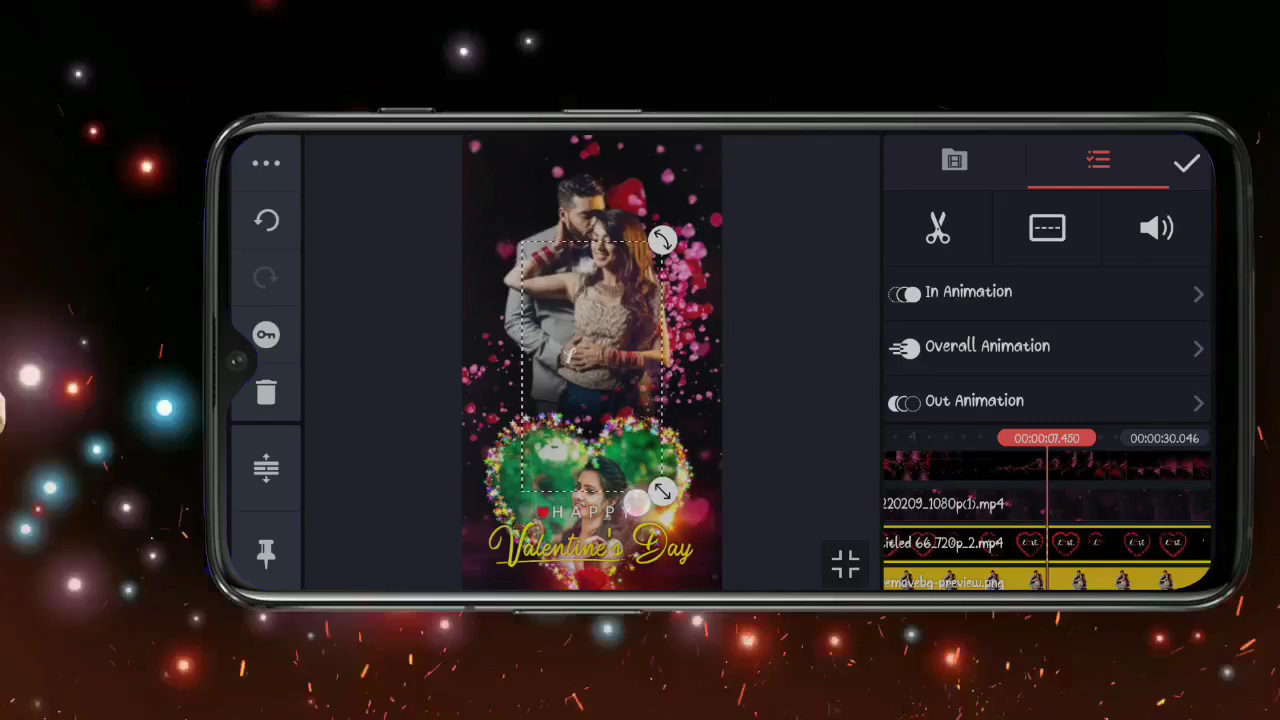 In Animation
Overall Animation
Out Animation
4
00:00:07.450
00:00:30.046
220209_1080p(1).mp4
itled 66_720p_2.mp4
emovebg-preview.png
HAPPY
Valentine's Day